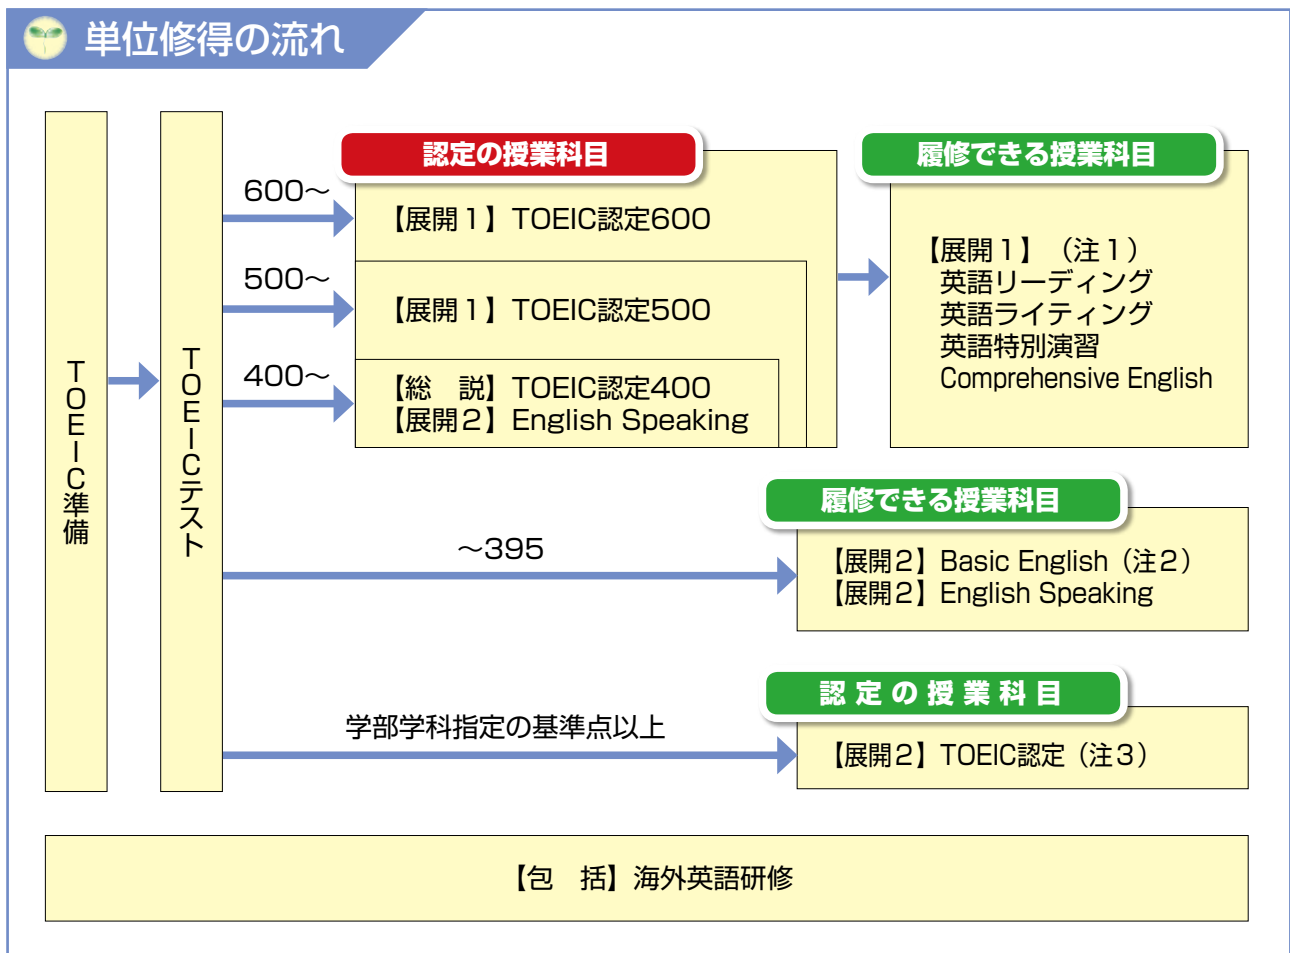 単位修得の流れ
TOEIC準備
TOEICテスト
認定の授業科目
600〜
【展開１】TOEIC認定600
500〜
【展開１】TOEIC認定500
400〜
【総　説】TOEIC認定400
【展開２】English Speaking
履修できる授業科目
【展開１】（注１）
英語リーディング
英語ライティング
英語特別演習
Comprehensive English
〜395
履修できる授業科目
【展開２】Basic English（注２）
【展開２】English Speaking
学部学科指定の基準点以上
認定の授業科目
【展開２】TOEIC認定（注３）
【包　括】海外英語研修